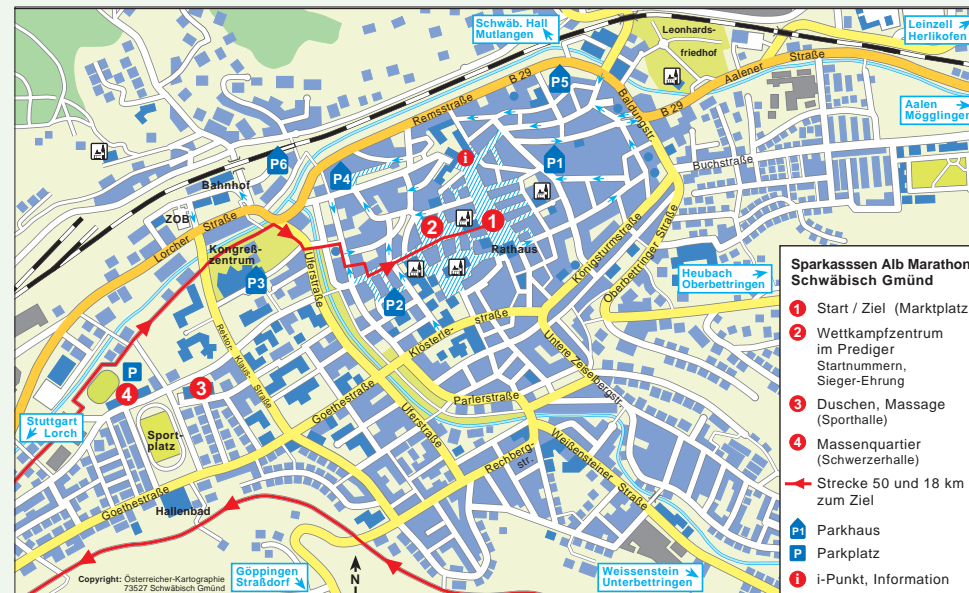 Schwäb. Hall
Mutlangen
Leonhards-
friedhof
Leinzell
Herlikofen
Aalener
Straße
B 29
P5
Remsstraße
Baldungstr.
B 29
Aalen
Mögglingen
i
P1
Buchstraße
P6
P4
Bahnhof
ZOB
Lorcher
Straße
Kongreß-
zentrum
P3
Uferstraße
2
1
Rathaus
P2
Königsturmstraße
Oberbettringer Straße
Heubach
Oberbettringen
Klösterle-
straße
Rektor-
Klaus-
Straße
Untere Zeiselbergstr.
Parlerstraße
Goethestraße
Uferstraße
Rechberg-
str.
Weißensteiner
Straße
P
4
3
Stuttgart
Lorch
Sport-
platz
Goethestraße
Hallenbad
Göppingen
Straßdorf
N
Weissenstein
Unterbettringen
Copyright: Österreicher-Kartographie
73527 Schwäbisch Gmünd
Sparkasssen Alb Marathon
Schwäbisch Gmünd
1 Start / Ziel (Marktplatz
2 Wettkampfzentrum
im Prediger
Startnummern,
Sieger-Ehrung
3 Duschen, Massage
(Sporthalle)
4 Massenquartier
(Schwerzerhalle)
Strecke 50 und 18 km
zum Ziel
P1 Parkhaus
P Parkplatz
i i-Punkt, Information